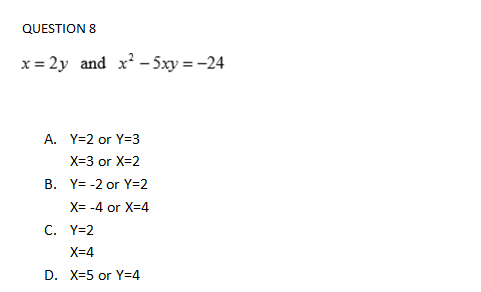 QUESTION 8
x = 2y and x² – 5xy = –24
A. Y=2 or Y=3
X=3 or X=2
B. Y= -2 or Y=2
X= -4 or X=4
C. Y=2
X=4
D. X=5 or Y=4